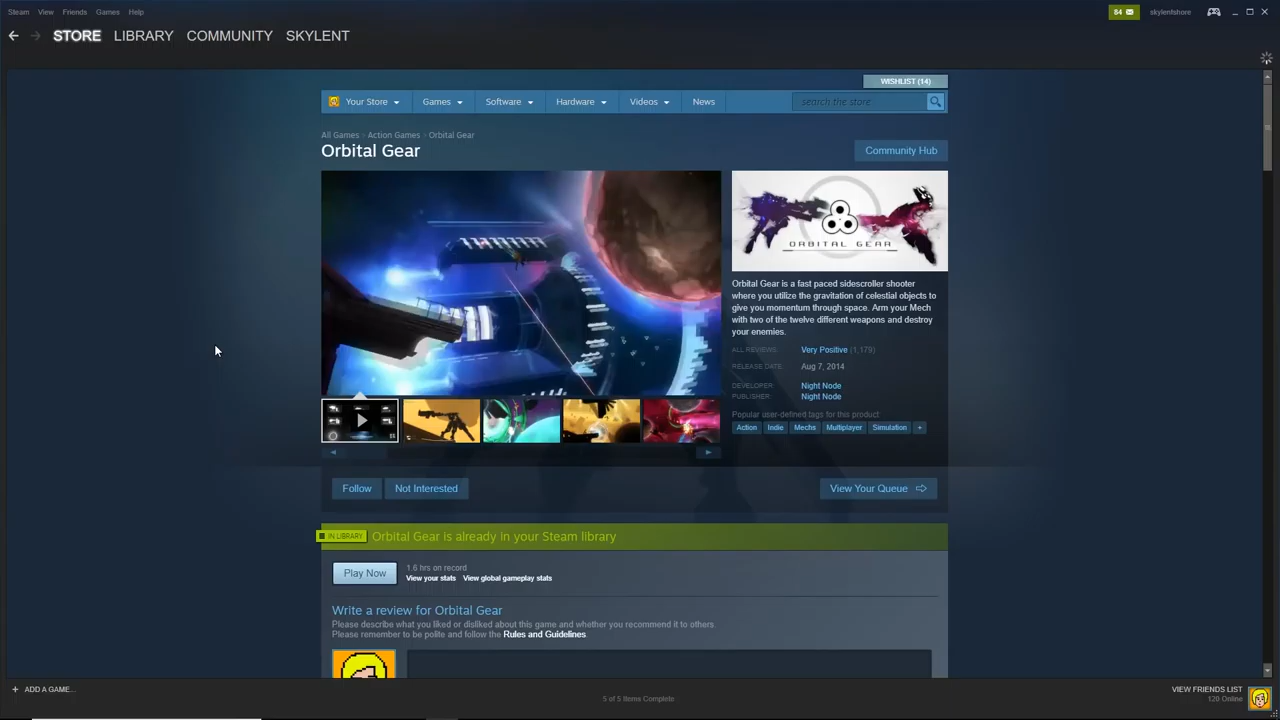 Steam View Friends Games Help
84 skylentshore
STORE LIBRARY COMMUNITY SKYLENT
WISHLIST (14)
Your Store Games Software Hardware Videos News search the store
All Games > Action Games > Orbital Gear
Orbital Gear
Community Hub
ORBITAL GEAR
Orbital Gear is a fast paced sidescroller shooter
where you utilize the gravitation of celestial objects to
give you momentum through space. Arm your Mech
with two of the twelve different weapons and destroy
your enemies.
ALL REVIEWS: Very Positive (1,179)
RELEASE DATE: Aug 7, 2014
DEVELOPER: Night Node
PUBLISHER: Night Node
Popular user-defined tags for this product:
Action Indie Mechs Multiplayer Simulation +
Follow Not Interested View Your Queue
IN LIBRARY Orbital Gear is already in your Steam library
Play Now
1.6 hrs on record
View your stats View global gameplay stats
Write a review for Orbital Gear
Please describe what you liked or disliked about this game and whether you recommend it to others.
Please remember to be polite and follow the Rules and Guidelines.
+ ADD A GAME...
5 of 5 Items Complete
VIEW FRIENDS LIST
120 Online